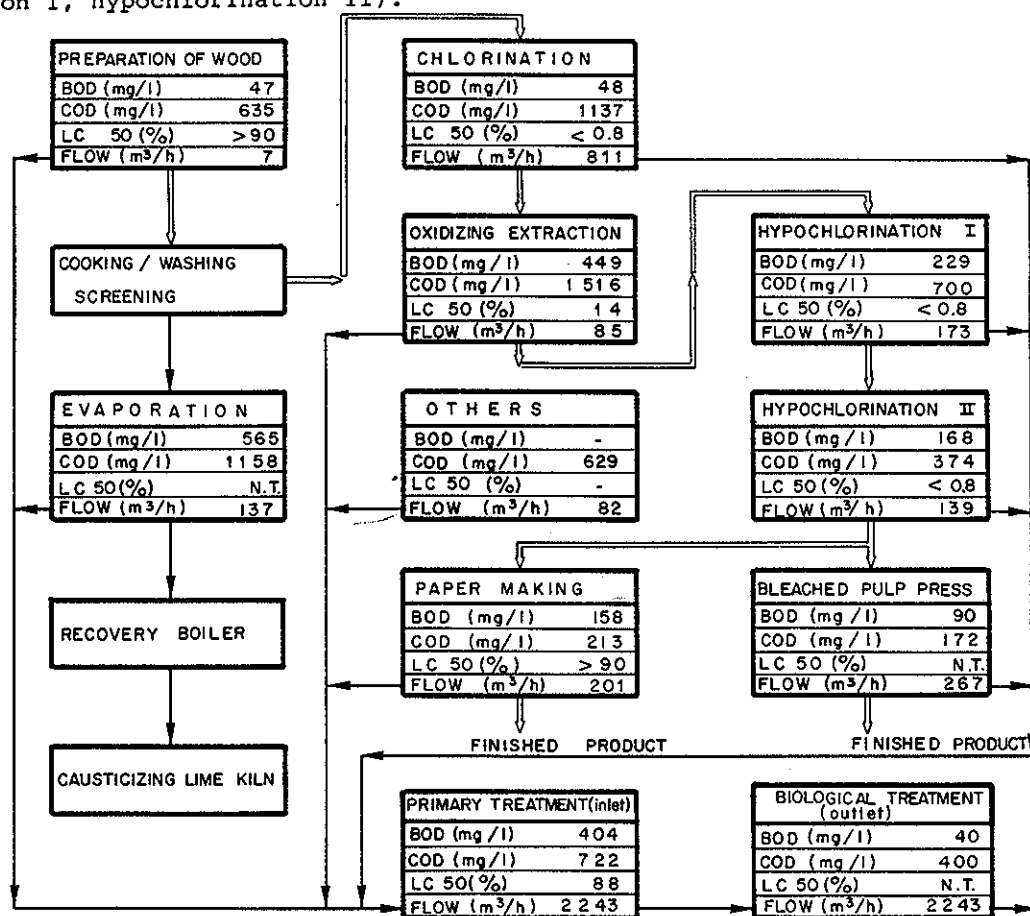 on I, hypochlorination II).
PREPARATION OF WOOD
BOD (mg/l) 47
COD (mg/l) 635
LC 50 (%) >90
FLOW (m³/h) 7
COOKING / WASHING
SCREENING
EVAPORATION
BOD (mg/l) 565
COD (mg/l) 1158
LC 50 (%) N.T.
FLOW (m³/h) 137
RECOVERY BOILER
CAUSTICIZING LIME KILN
CHLORINATION
BOD (mg/l) 48
COD (mg/l) 1137
LC 50 (%) < 0.8
FLOW (m³/h) 811
OXIDIZING EXTRACTION
BOD (mg/l) 449
COD (mg/l) 1516
LC 50 (%) 14
FLOW (m³/h) 85
OTHERS
BOD (mg/l) -
COD (mg/l) 629
LC 50 (%) -
FLOW (m³/h) 82
PAPER MAKING
BOD (mg/l) 158
COD (mg/l) 213
LC 50 (%) > 90
FLOW (m³/h) 201
FINISHED PRODUCT
HYPOCHLORINATION I
BOD (mg/l) 229
COD (mg/l) 700
LC 50 (%) < 0.8
FLOW (m³/h) 173
HYPOCHLORINATION II
BOD (mg/l) 168
COD (mg/l) 374
LC 50 (%) < 0.8
FLOW (m³/h) 139
BLEACHED PULP PRESS
BOD (mg/l) 90
COD (mg/l) 172
LC 50 (%) N.T.
FLOW (m³/h) 267
FINISHED PRODUCT
PRIMARY TREATMENT (inlet)
BOD (mg/l) 404
COD (mg/l) 722
LC 50 (%) 88
FLOW (m³/h) 2243
BIOLOGICAL TREATMENT
(outlet)
BOD (mg/l) 40
COD (mg/l) 400
LC 50 (%) N.T.
FLOW (m³/h) 2243